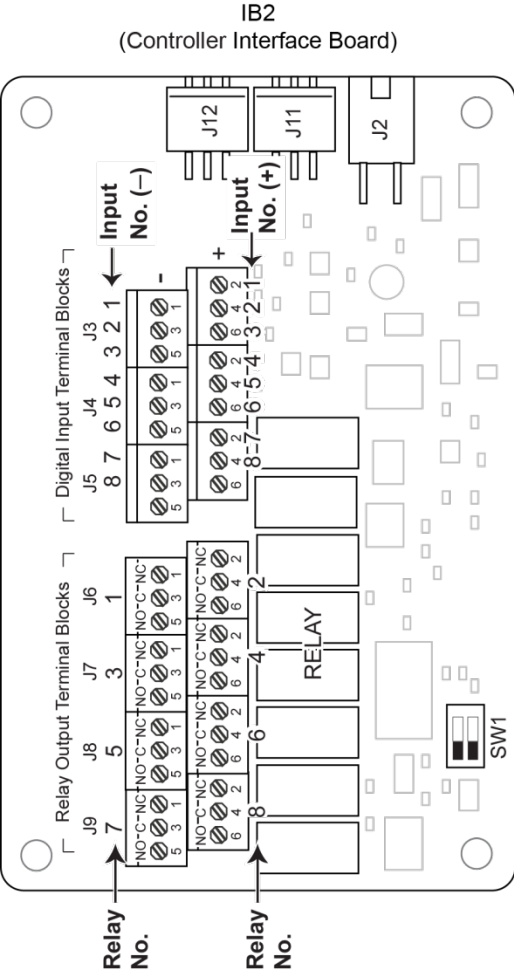 IB2
(Controller Interface Board)
Relay Output Terminal Blocks
Digital Input Terminal Blocks
J9 J8 J7 J6
J5 J4 J3
Relay
No.
7 5 3 1
8 7 6 5 4 3 2 1
Input
No. (–)
NO-C-NC NO-C-NC NO-C-NC NO-C-NC
-
5 3 1 5 3 1 5 3 1 5 3 1
5 3 1 5 3 1 5 3 1
NO-C-NC NO-C-NC NO-C-NC NO-C-NC
+
6 4 2 6 4 2 6 4 2 6 4 2
6 4 2 6 4 2 6 4 2
Relay
No.
8 6 4 2
8-7 6-5-4 3-2-1
Input
No. (+)
RELAY
J12
J11
J2
SW1